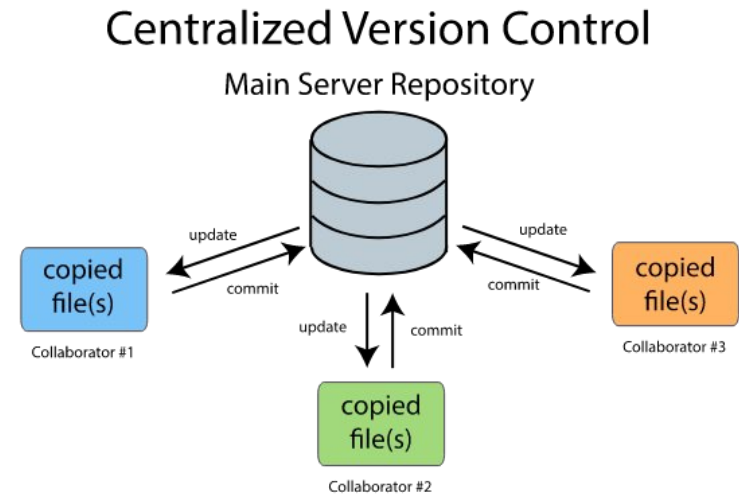 Centralized Version Control
Main Server Repository
update
commit
update
commit
update
commit
copied
file(s)
Collaborator #1
copied
file(s)
Collaborator #3
copied
file(s)
Collaborator #2